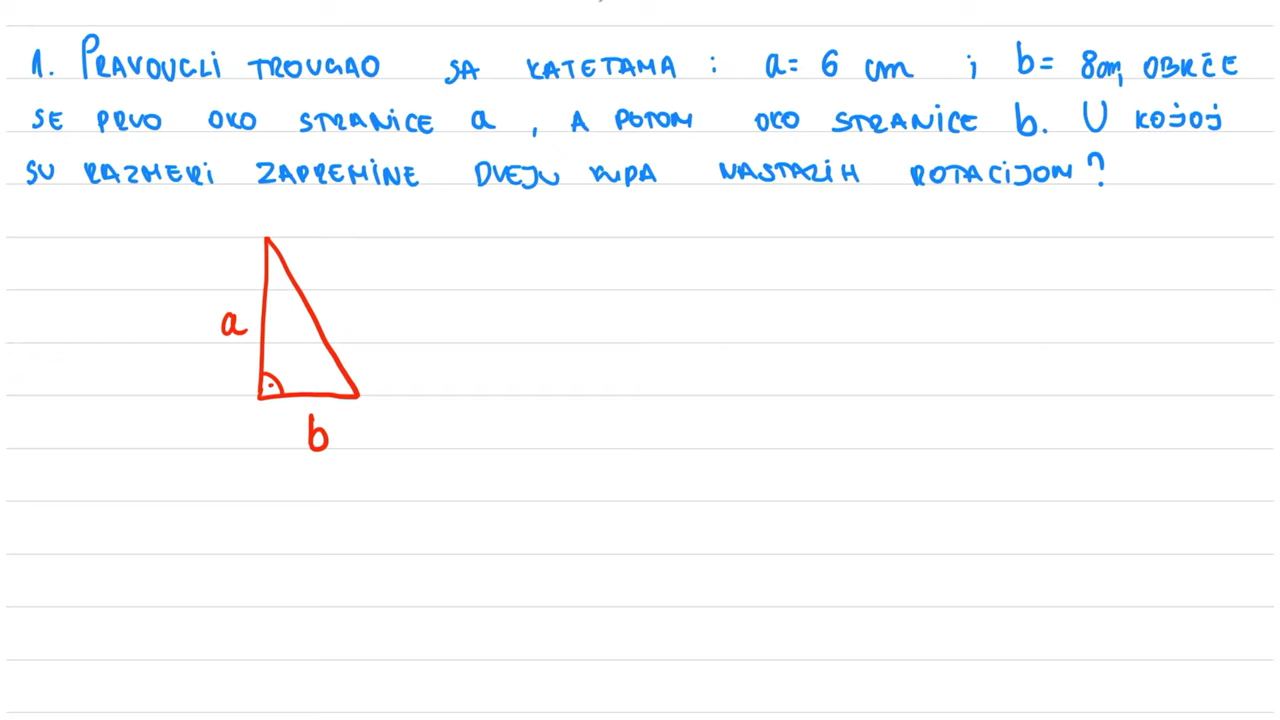 1. PRAVOUGLI TROUGAO SA KATETAMA : a= 6 cm i b= 8cm, OBRĆE
SE PRVO OKO STRANICE a , A POTOM OKO STRANICE b. U KOJOJ
SU RAZMERI ZAPREMINE DVEJU KUPA NASTALIH ROTACIJOM?
a
b